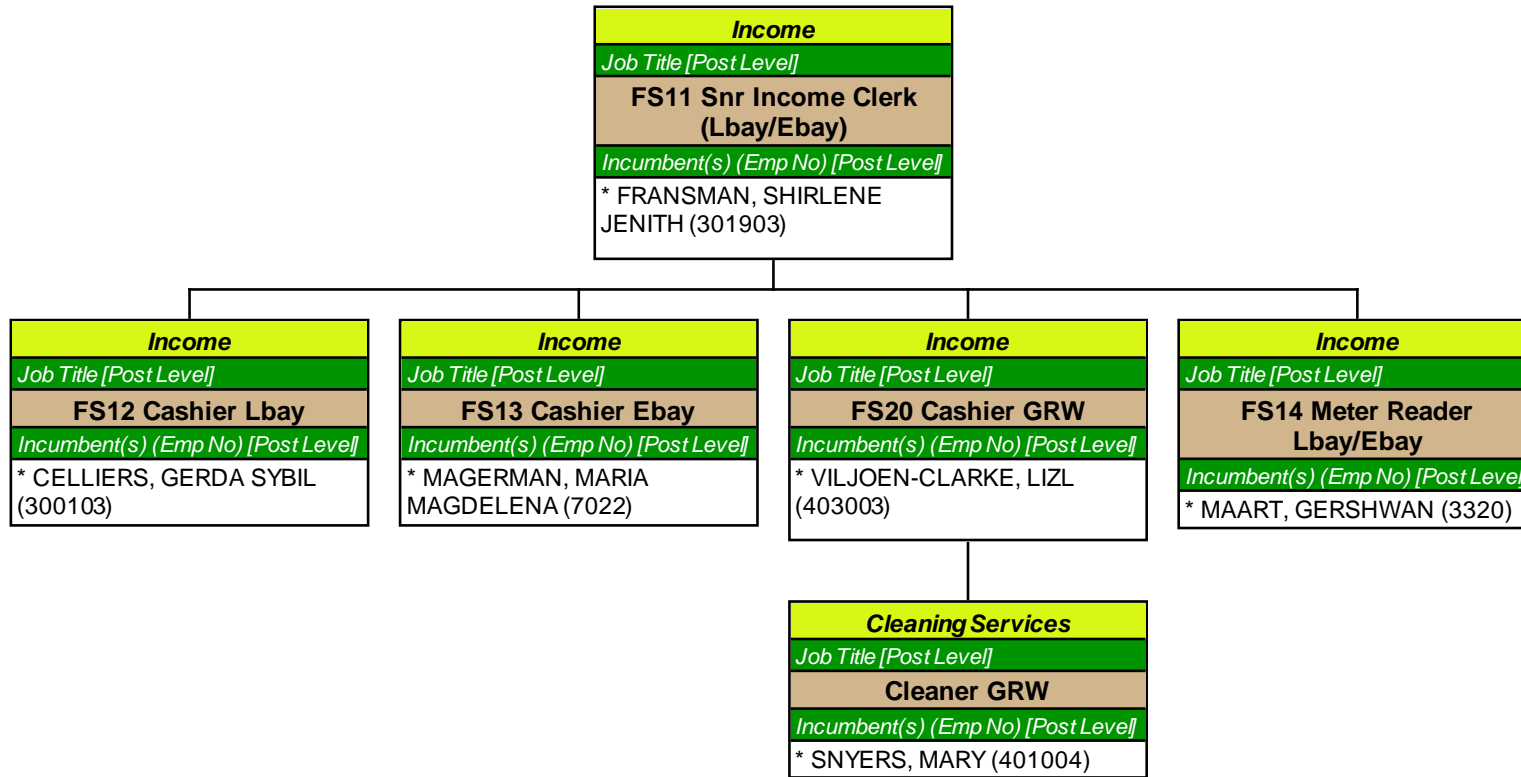 Income
Job Title [Post Level]
FS11 Snr Income Clerk
(Lbay/Ebay)
Incumbent(s) (Emp No) [Post Level]
* FRANSMAN, SHIRLENE
JENITH (301903)
Income
Job Title [Post Level]
FS12 Cashier Lbay
Incumbent(s) (Emp No) [Post Level]
* CELLIERS, GERDA SYBIL
(300103)
Income
Job Title [Post Level]
FS13 Cashier Ebay
Incumbent(s) (Emp No) [Post Level]
* MAGERMAN, MARIA
MAGDELENA (7022)
Income
Job Title [Post Level]
FS20 Cashier GRW
Incumbent(s) (Emp No) [Post Level]
* VILJOEN-CLARKE, LIZL
(403003)
Income
Job Title [Post Level]
FS14 Meter Reader
Lbay/Ebay
Incumbent(s) (Emp No) [Post Level]
* MAART, GERSHWAN (3320)
Cleaning Services
Job Title [Post Level]
Cleaner GRW
Incumbent(s) (Emp No) [Post Level]
* SNYERS, MARY (401004)